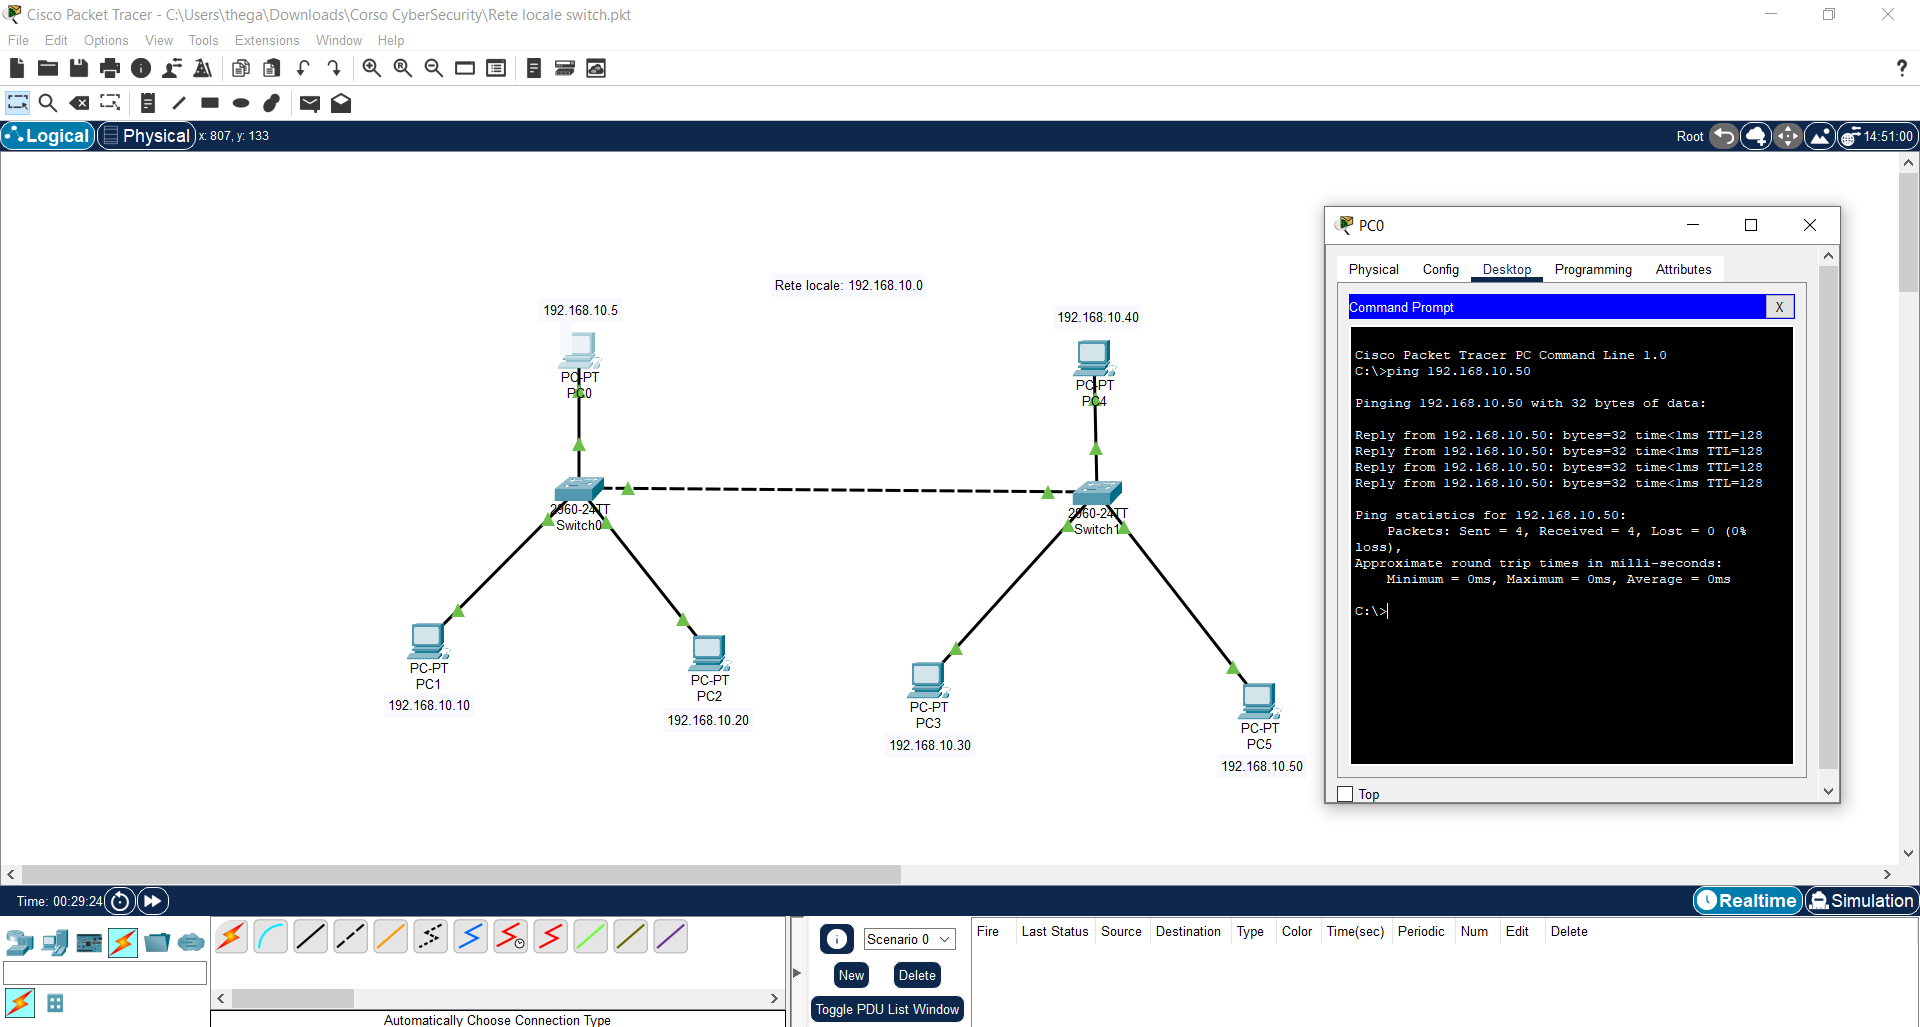 Cisco Packet Tracer - C:\Users\thega\Downloads\Corso CyberSecurity\Rete locale switch.pkt
File Edit Options View Tools Extensions Window Help
?
Logical Physical x: 807, y: 133
Root 14:51:00
Rete locale: 192.168.10.0
192.168.10.5
PC-PT
PC0
192.168.10.40
PC-PT
PC4
2960-24TT
Switch0
2960-24TT
Switch1
PC-PT
PC1
192.168.10.10
PC-PT
PC2
192.168.10.20
PC-PT
PC3
192.168.10.30
PC-PT
PC5
192.168.10.50
PC0
Physical Config Desktop Programming Attributes
Command Prompt X
Cisco Packet Tracer PC Command Line 1.0
C:\>ping 192.168.10.50
Pinging 192.168.10.50 with 32 bytes of data:
Reply from 192.168.10.50: bytes=32 time<1ms TTL=128
Reply from 192.168.10.50: bytes=32 time<1ms TTL=128
Reply from 192.168.10.50: bytes=32 time<1ms TTL=128
Reply from 192.168.10.50: bytes=32 time<1ms TTL=128
Ping statistics for 192.168.10.50:
Packets: Sent = 4, Received = 4, Lost = 0 (0%
loss),
Approximate round trip times in milli-seconds:
Minimum = 0ms, Maximum = 0ms, Average = 0ms
C:\>
Top
Time: 00:29:24
Realtime Simulation
Scenario 0
New Delete
Toggle PDU List Window
Fire Last Status Source Destination Type Color Time(sec) Periodic Num Edit Delete
Automatically Choose Connection Type